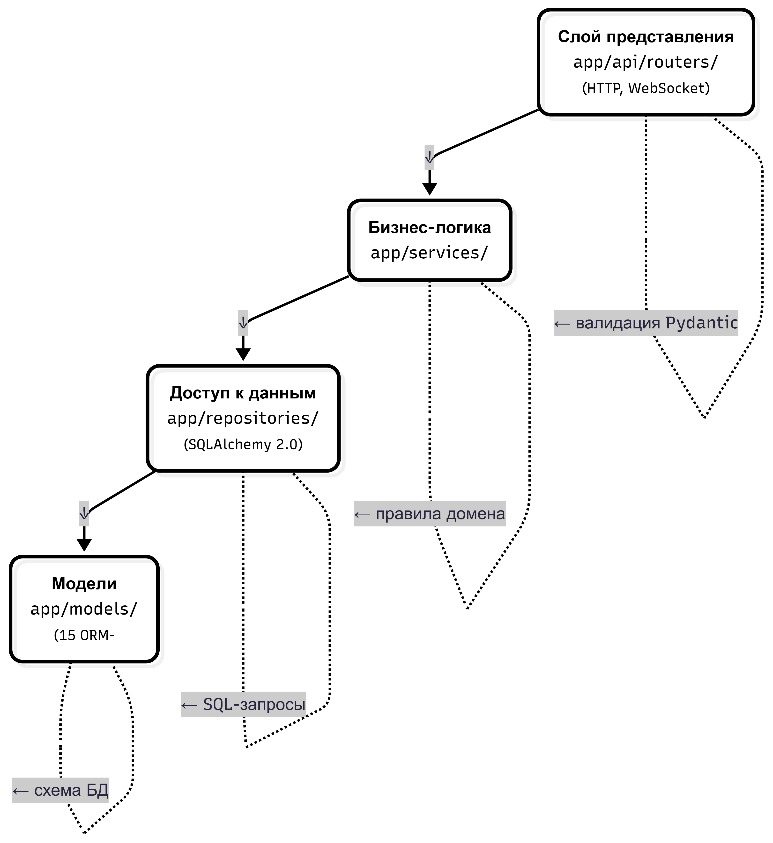 Слой представления
app/api/routers/
(HTTP, WebSocket)
↓
Бизнес-логика
app/services/
↓
← валидация Pydantic
Доступ к данным
app/repositories/
(SQLAlchemy 2.0)
↓
← правила домена
Модели
app/models/
(15 ORM-
← SQL-запросы
← схема БД